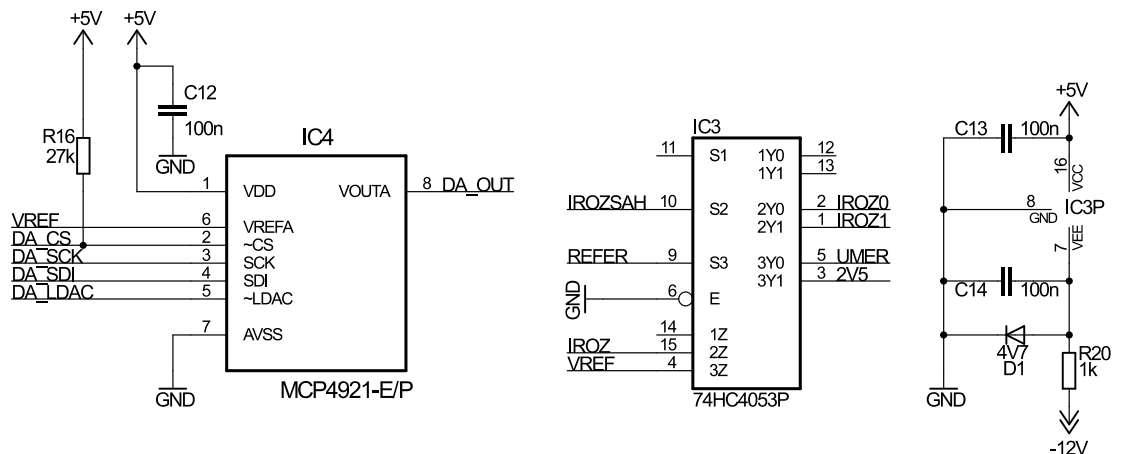 +5V
+5V
C12
100n
GND
R16
27k
IC4
1 VDD
VOUTA 8 DA_OUT
VREF 6 VREFA
DA_CS 2 ~CS
DA_SCK 3 SCK
DA_SDI 4 SDI
DA_LDAC 5 ~LDAC
7 AVSS
GND
MCP4921-E/P
IC3
11 S1
1Y0 12
1Y1 13
IROZSAH 10 S2
2Y0 2 IROZ0
2Y1 1 IROZ1
REFER 9 S3
3Y0 5 UMER
3Y1 3 2V5
GND 6 E
14 1Z
IROZ 15 2Z
VREF 4 3Z
74HC4053P
+5V
C13 100n
16
VCC
8
GND
IC3P
7
VEE
C14 100n
4V7
D1
R20
1k
GND
-12V